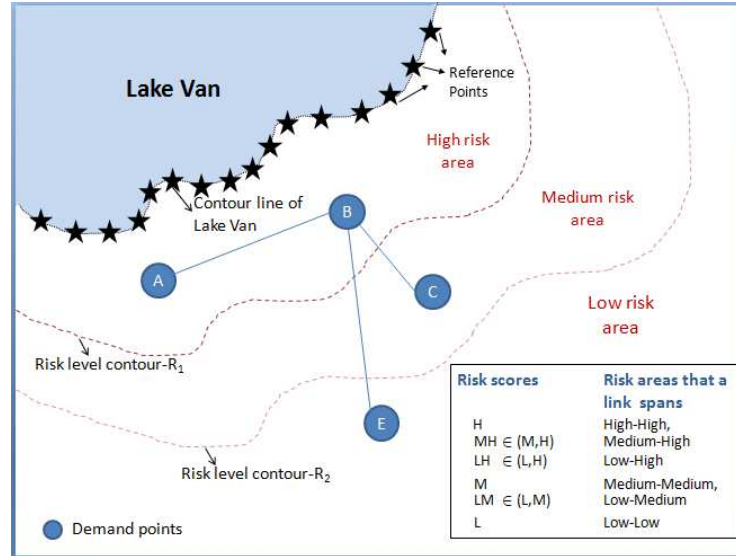 Lake Van
Reference
Points
High risk
area
Contour line of
Lake Van
Medium risk
area
B
A
C
Low risk
area
Risk level contour-R₁
E
Risk level contour-R₂
Risk scores Risk areas that a
link spans
H High-High,
MH ∈ (M,H) Medium-High
LH ∈ (L,H) Low-High
M Medium-Medium,
LM ∈ (L,M) Low-Medium
L Low-Low
Demand points